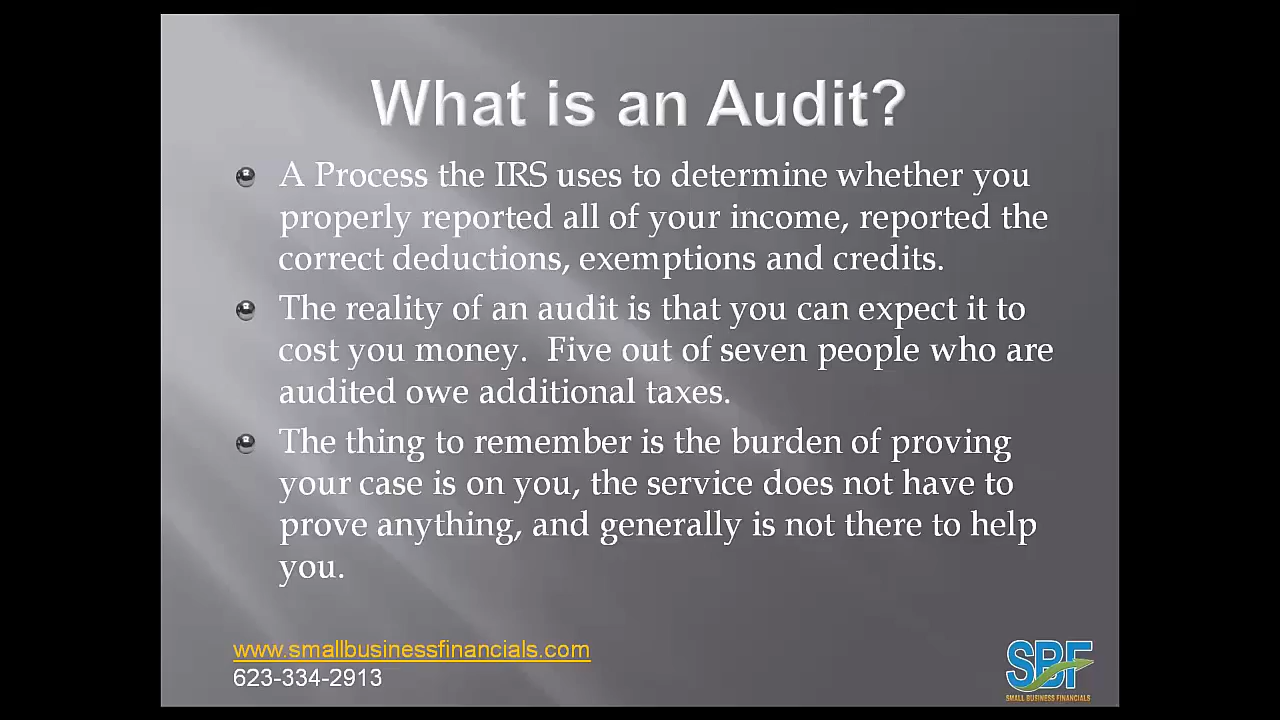 What is an Audit?
A Process the IRS uses to determine whether you
properly reported all of your income, reported the
correct deductions, exemptions and credits.
The reality of an audit is that you can expect it to
cost you money.  Five out of seven people who are
audited owe additional taxes.
The thing to remember is the burden of proving
your case is on you, the service does not have to
prove anything, and generally is not there to help
you.
www.smallbusinessfinancials.com
623-334-2913
SBF
SMALL BUSINESS FINANCIALS